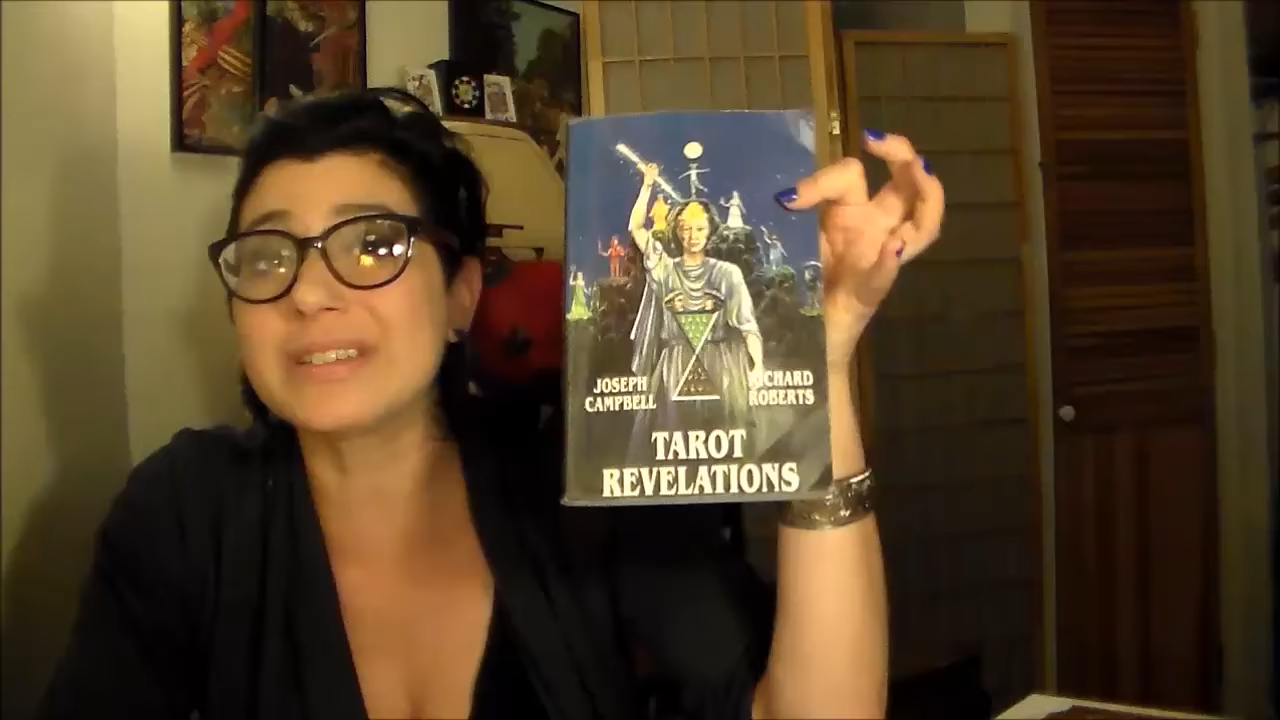 JOSEPH
CAMPBELL
RICHARD
ROBERTS
TAROT
REVELATIONS